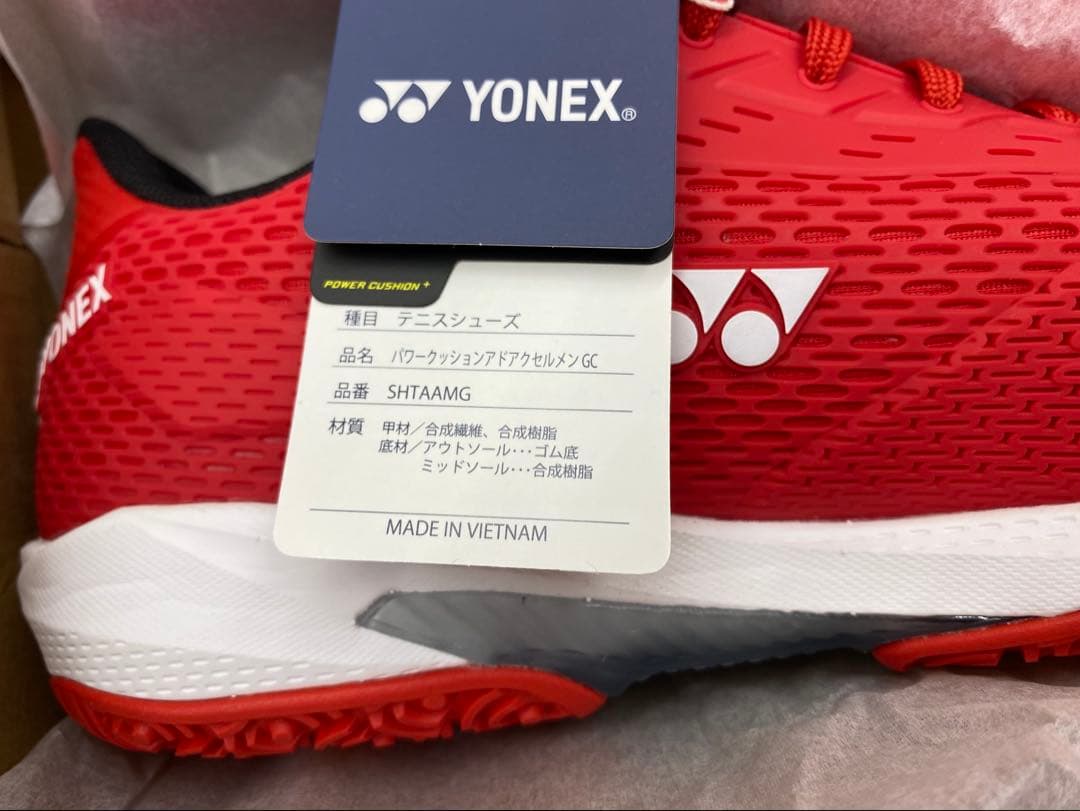 YONEX®
POWER CUSHION+
種目 テニスシューズ
品名 パワークッションアドアクセルメン GC
品番 SHTAAMG
材質 甲材／合成繊維、合成樹脂
底材／アウトソール･･･ゴム底
ミッドソール･･･合成樹脂
MADE IN VIETNAM
YONEX